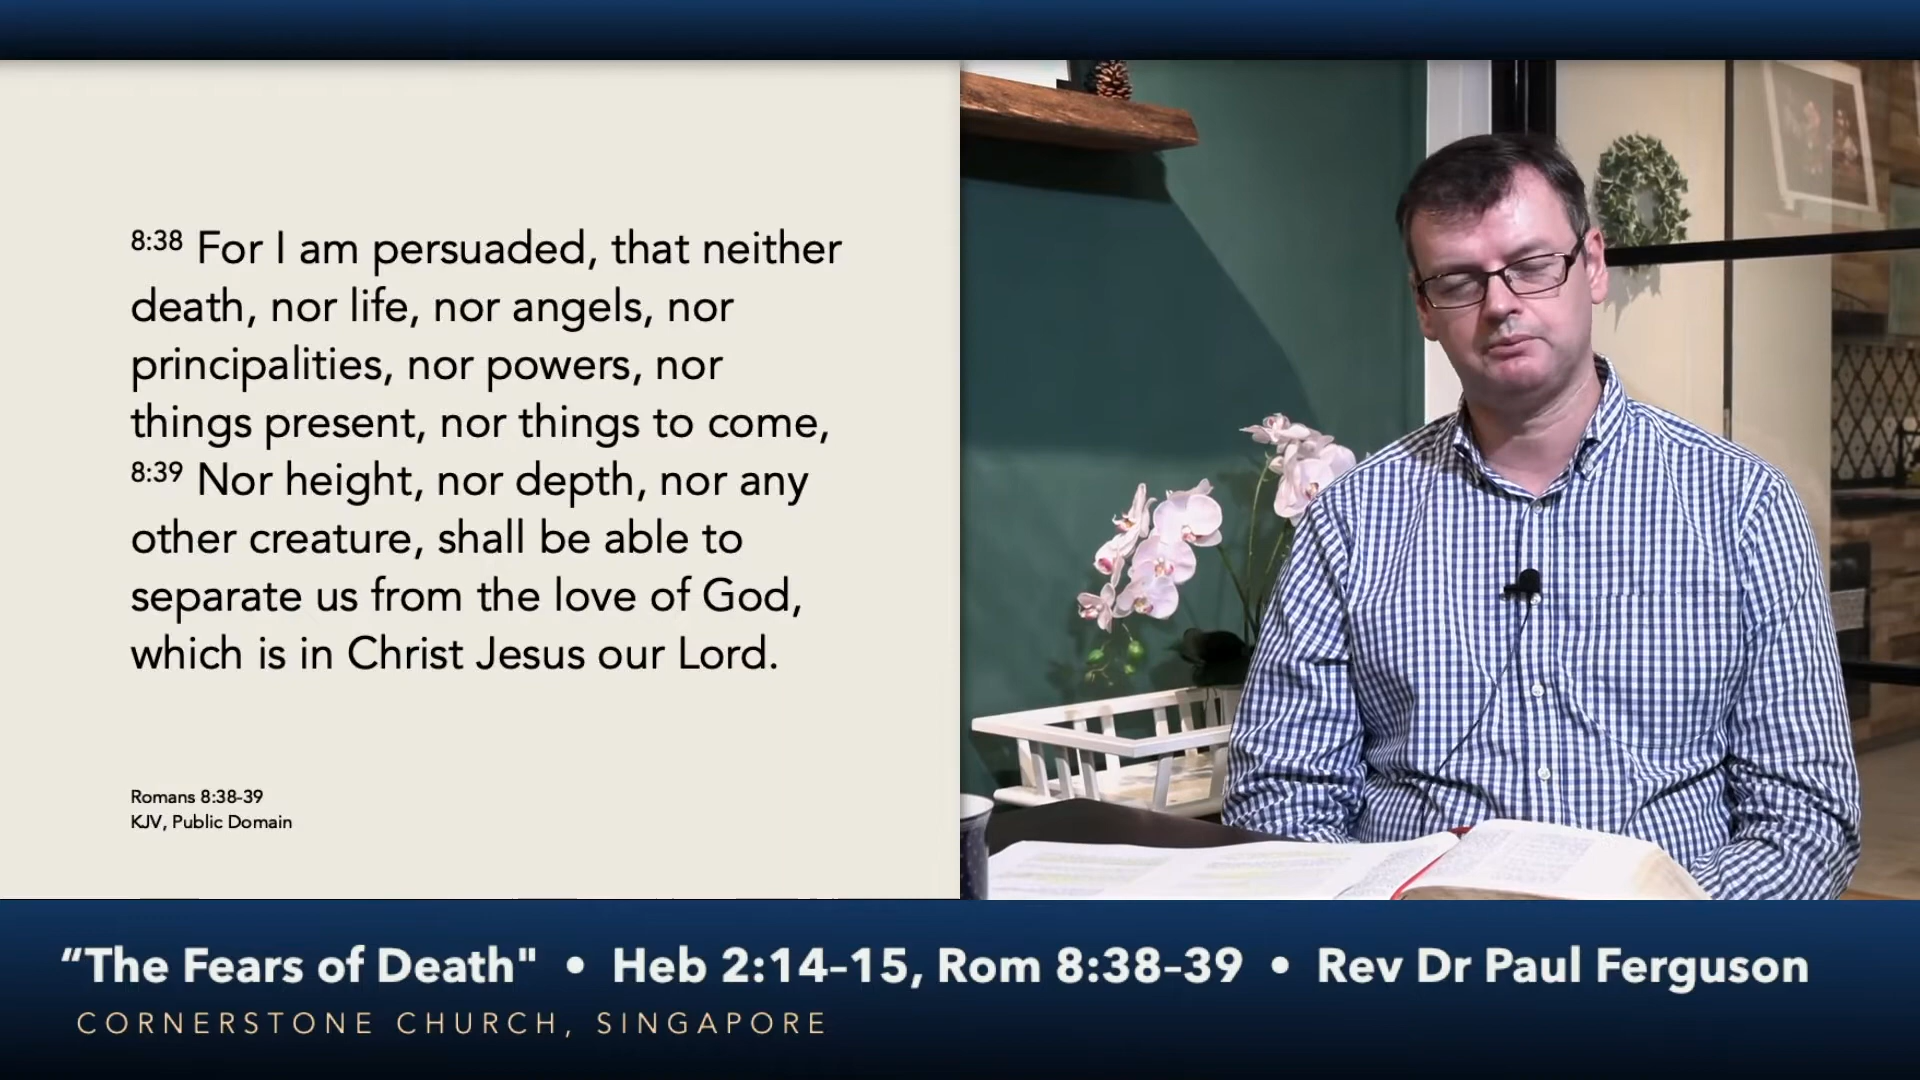 8:38 For I am persuaded, that neither
death, nor life, nor angels, nor
principalities, nor powers, nor
things present, nor things to come,
8:39 Nor height, nor depth, nor any
other creature, shall be able to
separate us from the love of God,
which is in Christ Jesus our Lord.
Romans 8:38-39
KJV, Public Domain
“The Fears of Death" • Heb 2:14–15, Rom 8:38–39 • Rev Dr Paul Ferguson
CORNERSTONE CHURCH, SINGAPORE